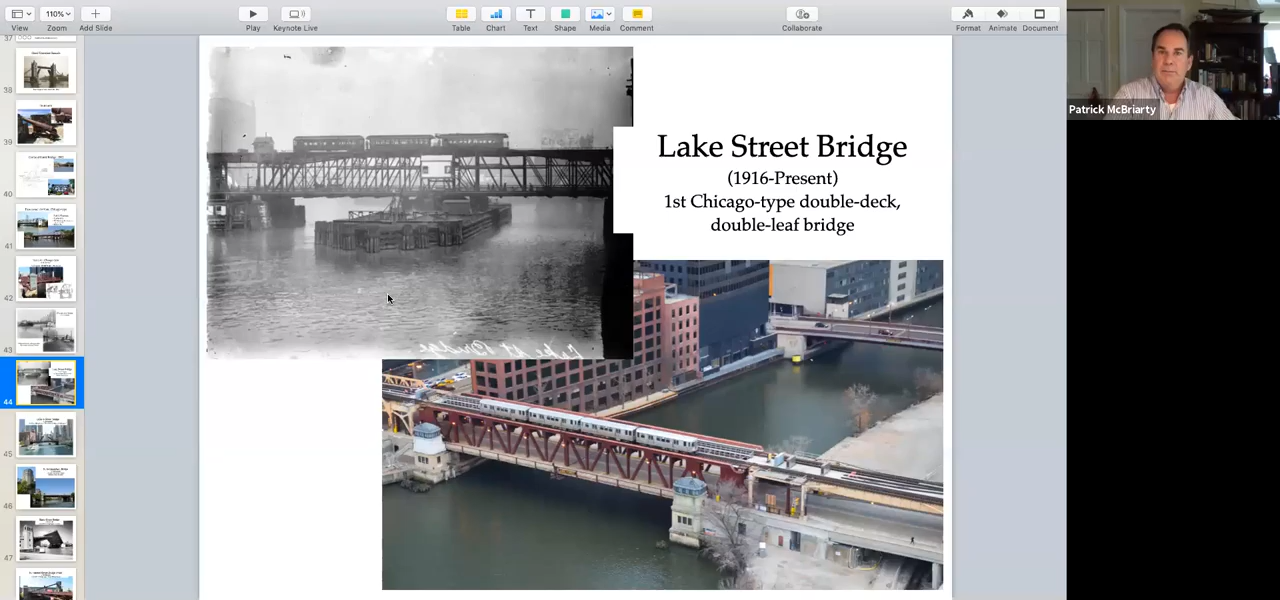 110%
View
Zoom
Add Slide
Play
Keynote Live
Table
Chart
Text
Shape
Media
Comment
Collaborate
Format
Animate
Document
Patrick McBriarty
37
38
39
40
41
42
43
44
45
46
47
Lake Street Bridge
(1916-Present)
1st Chicago-type double-deck,
double-leaf bridge